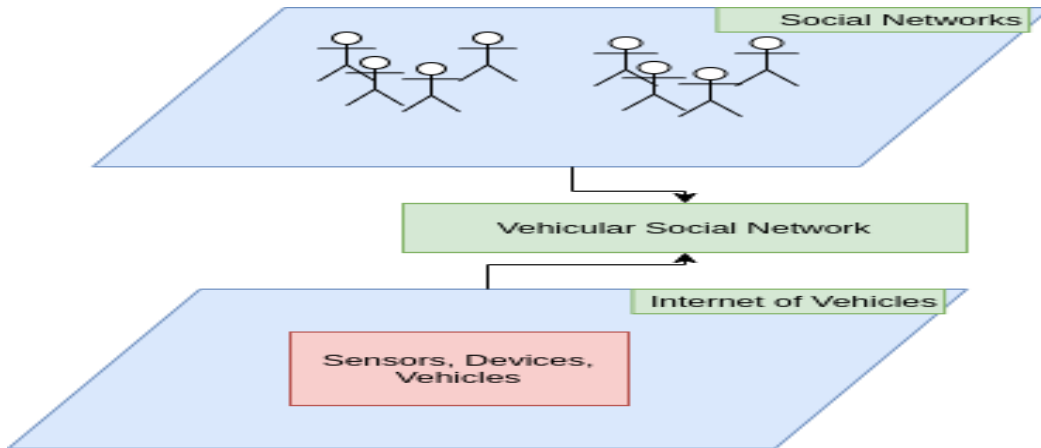 Social Networks
Vehicular Social Network
Internet of Vehicles
Sensors, Devices,
Vehicles